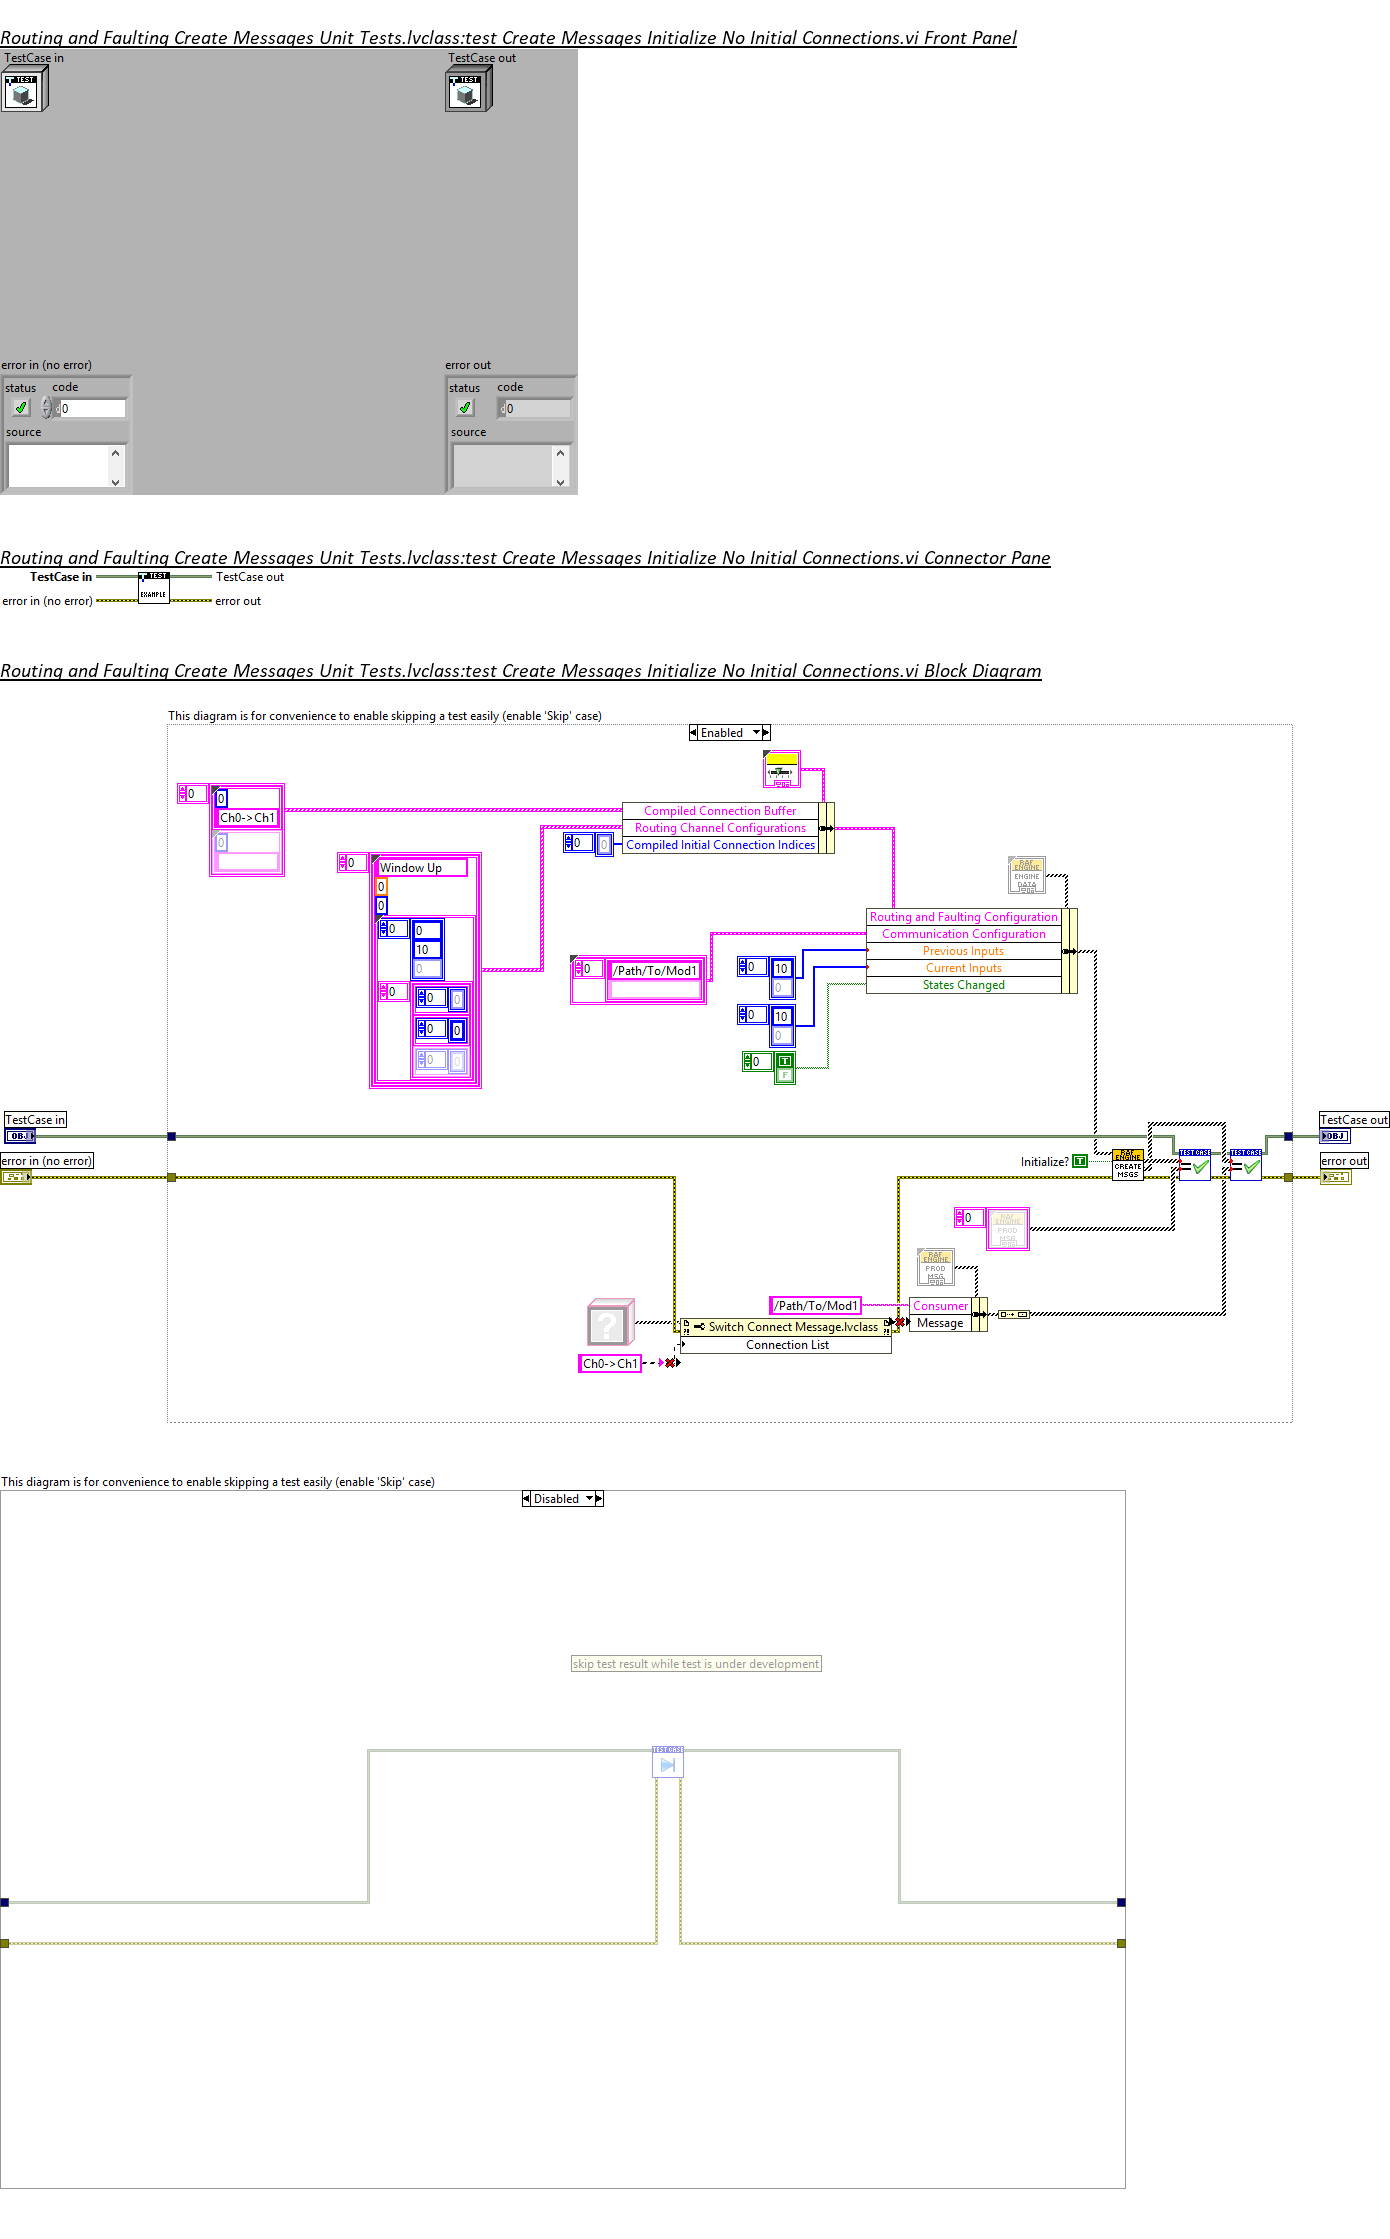 Routing and Faulting Create Messages Unit Tests.lvclass:test Create Messages Initialize No Initial Connections.vi Front Panel
TestCase in
TestCase out
TEST
TEST
error in (no error)
error out
status
code
status
code
0
0
source
source
Routing and Faulting Create Messages Unit Tests.lvclass:test Create Messages Initialize No Initial Connections.vi Connector Pane
TestCase in
TEST
TestCase out
error in (no error)
EXAMPLE
error out
Routing and Faulting Create Messages Unit Tests.lvclass:test Create Messages Initialize No Initial Connections.vi Block Diagram
This diagram is for convenience to enable skipping a test easily (enable 'Skip' case)
Enabled
0
0
Ch0->Ch1
0
Compiled Connection Buffer
Routing Channel Configurations
Compiled Initial Connection Indices
0
0
0
Window Up
0
0
0
0
10
0
0
0
0
0
0
0
0
RAF
ENGINE
ENGINE
DATA
Routing and Faulting Configuration
Communication Configuration
Previous Inputs
Current Inputs
States Changed
0
/Path/To/Mod1
0
10
0
0
10
0
0
T
F
TestCase in
OBJ
TestCase out
OBJ
error in (no error)
error out
Initialize?
T
RAF
ENGINE
CREATE
MSGS
TEST CASE
TEST CASE
0
RAF
ENGINE
PROD
MSG
RAF
ENGINE
PROD
MSG
/Path/To/Mod1
Consumer
Message
?
Switch Connect Message.lvclass
Connection List
Ch0->Ch1
This diagram is for convenience to enable skipping a test easily (enable 'Skip' case)
Disabled
skip test result while test is under development
TEST CASE